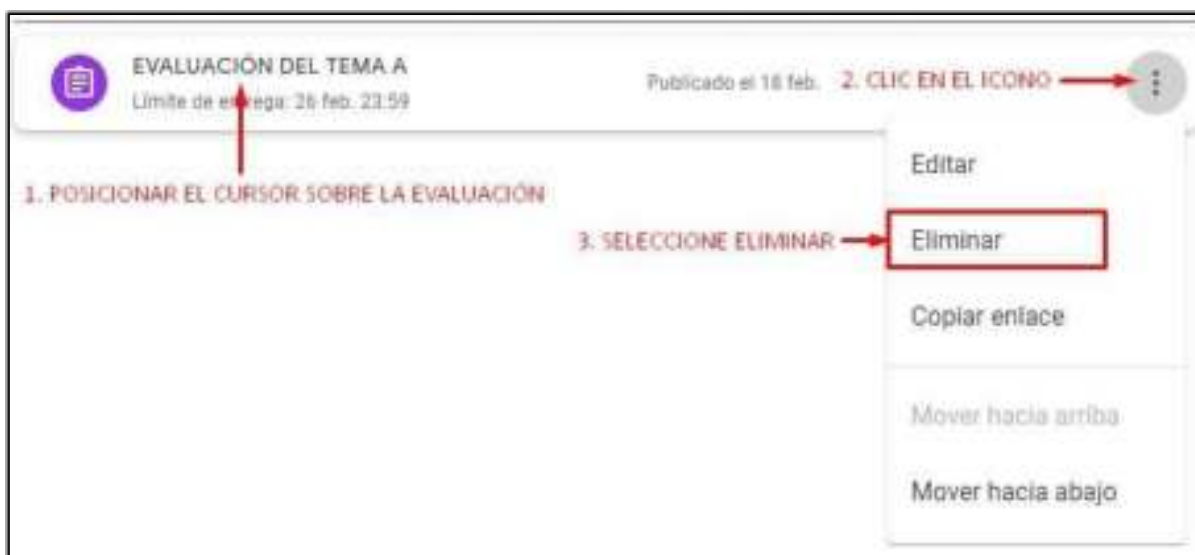 EVALUACIÓN DEL TEMA A
Límite de entrega: 26 feb. 23:59
Publicado el 18 feb.
2. CLIC EN EL ICONO
1. POSICIONAR EL CURSOR SOBRE LA EVALUACIÓN
Editar
3. SELECCIONE ELIMINAR
Eliminar
Copiar enlace
Mover hacia arriba
Mover hacia abajo